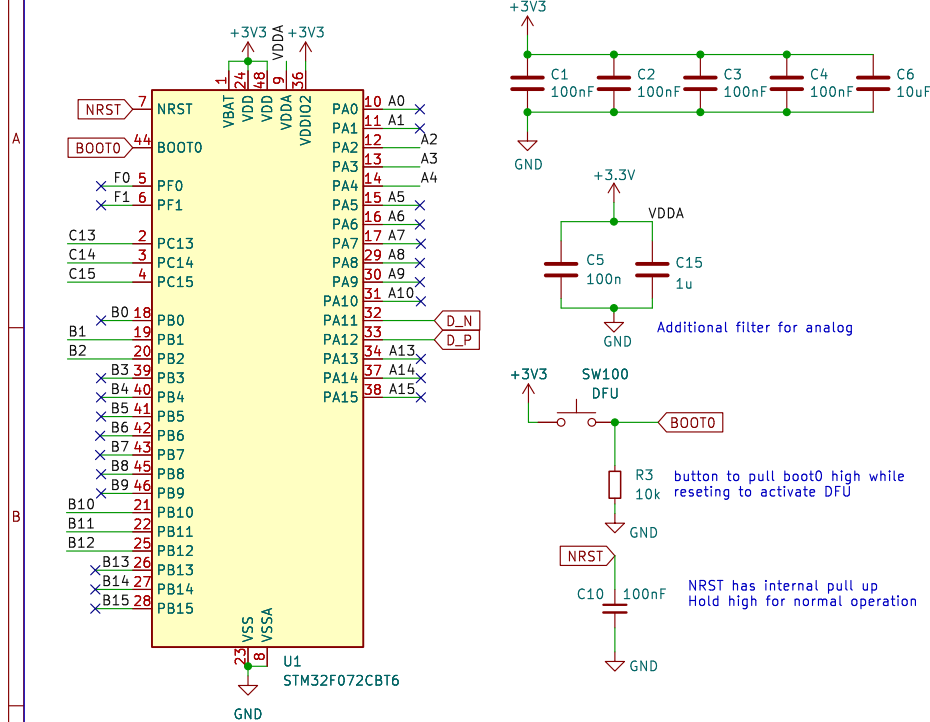 +3V3
+3V3
VDDA
1
24
48
9
36
VBAT
VDD
VDD
VDDA
VDDIO2
NRST
7
NRST
BOOT0
44
BOOT0
F0
5
PF0
F1
6
PF1
C13
2
PC13
C14
3
PC14
C15
4
PC15
B0
18
PB0
B1
19
PB1
B2
20
PB2
B3
39
PB3
B4
40
PB4
B5
41
PB5
B6
42
PB6
B7
43
PB7
B8
45
PB8
B9
46
PB9
B10
21
PB10
B11
22
PB11
B12
25
PB12
B13
26
PB13
B14
27
PB14
B15
28
PB15
PA0
10
A0
PA1
11
A1
PA2
12
A2
PA3
13
A3
PA4
14
A4
PA5
15
A5
PA6
16
A6
PA7
17
A7
PA8
29
A8
PA9
30
A9
PA10
31
A10
PA11
32
D_N
PA12
33
D_P
PA13
34
A13
PA14
37
A14
PA15
38
A15
VSS
VSSA
23
8
U1
STM32F072CBT6
GND
A
B
+3V3
C1
100nF
C2
100nF
C3
100nF
C4
100nF
C6
10uF
GND
+3.3V
VDDA
C5
100n
C15
1u
GND
Additional filter for analog
+3V3
SW100
DFU
BOOT0
R3
10k
button to pull boot0 high while
reseting to activate DFU
GND
NRST
C10
100nF
NRST has internal pull up
Hold high for normal operation
GND